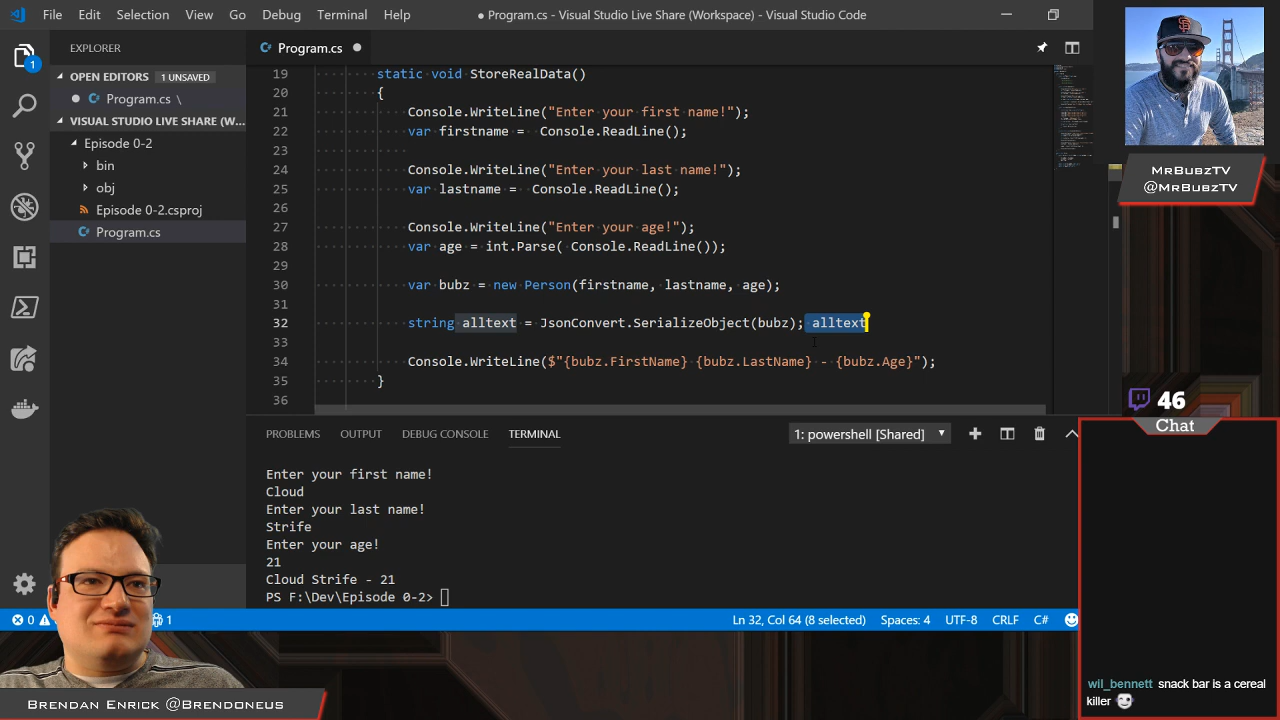 File Edit Selection View Go Debug Terminal Help
● Program.cs - Visual Studio Live Share (Workspace) - Visual Studio Code
EXPLORER
OPEN EDITORS 1 UNSAVED
Program.cs \
VISUAL STUDIO LIVE SHARE (W...
Episode 0-2
bin
obj
Episode 0-2.csproj
Program.cs
1
Program.cs
19 static void StoreRealData()
20 {
21 Console.WriteLine("Enter your first name!");
22 var firstname = Console.ReadLine();
23
24 Console.WriteLine("Enter your last name!");
25 var lastname = Console.ReadLine();
26
27 Console.WriteLine("Enter your age!");
28 var age = int.Parse( Console.ReadLine());
29
30 var bubz = new Person(firstname, lastname, age);
31
32 string alltext = JsonConvert.SerializeObject(bubz); alltext
33
34 Console.WriteLine($"{bubz.FirstName} {bubz.LastName} - {bubz.Age}");
35 }
36
PROBLEMS OUTPUT DEBUG CONSOLE TERMINAL 1: powershell [Shared]
Enter your first name!
Cloud
Enter your last name!
Strife
Enter your age!
21
Cloud Strife - 21
PS F:\Dev\Episode 0-2>
0 1 Ln 32, Col 64 (8 selected) Spaces: 4 UTF-8 CRLF C#
MrBubzTV
@MrBubzTV
46
Chat
wil_bennett snack bar is a cereal
killer
Brendan Enrick @Brendoneus